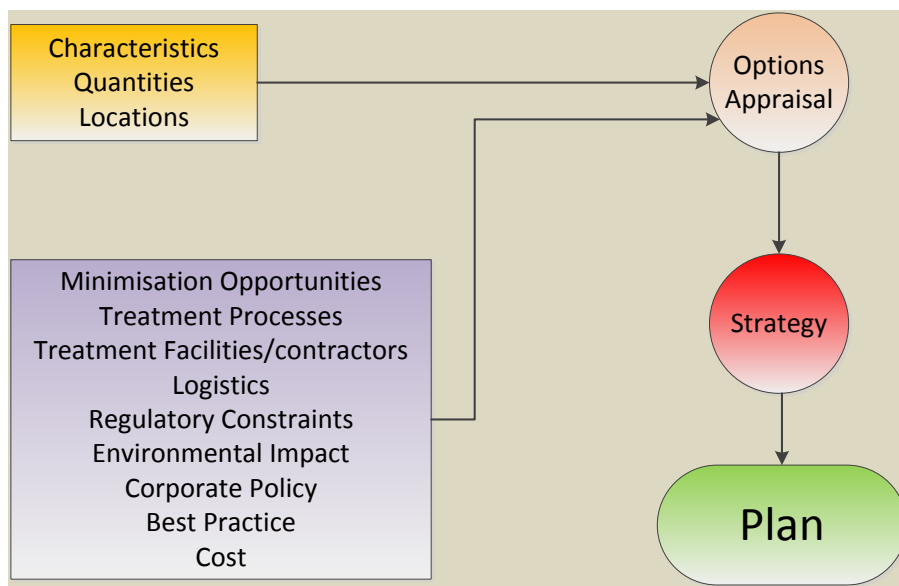 Characteristics
Quantities
Locations
Options
Appraisal
Minimisation Opportunities
Treatment Processes
Treatment Facilities/contractors
Logistics
Regulatory Constraints
Environmental Impact
Corporate Policy
Best Practice
Cost
Strategy
Plan